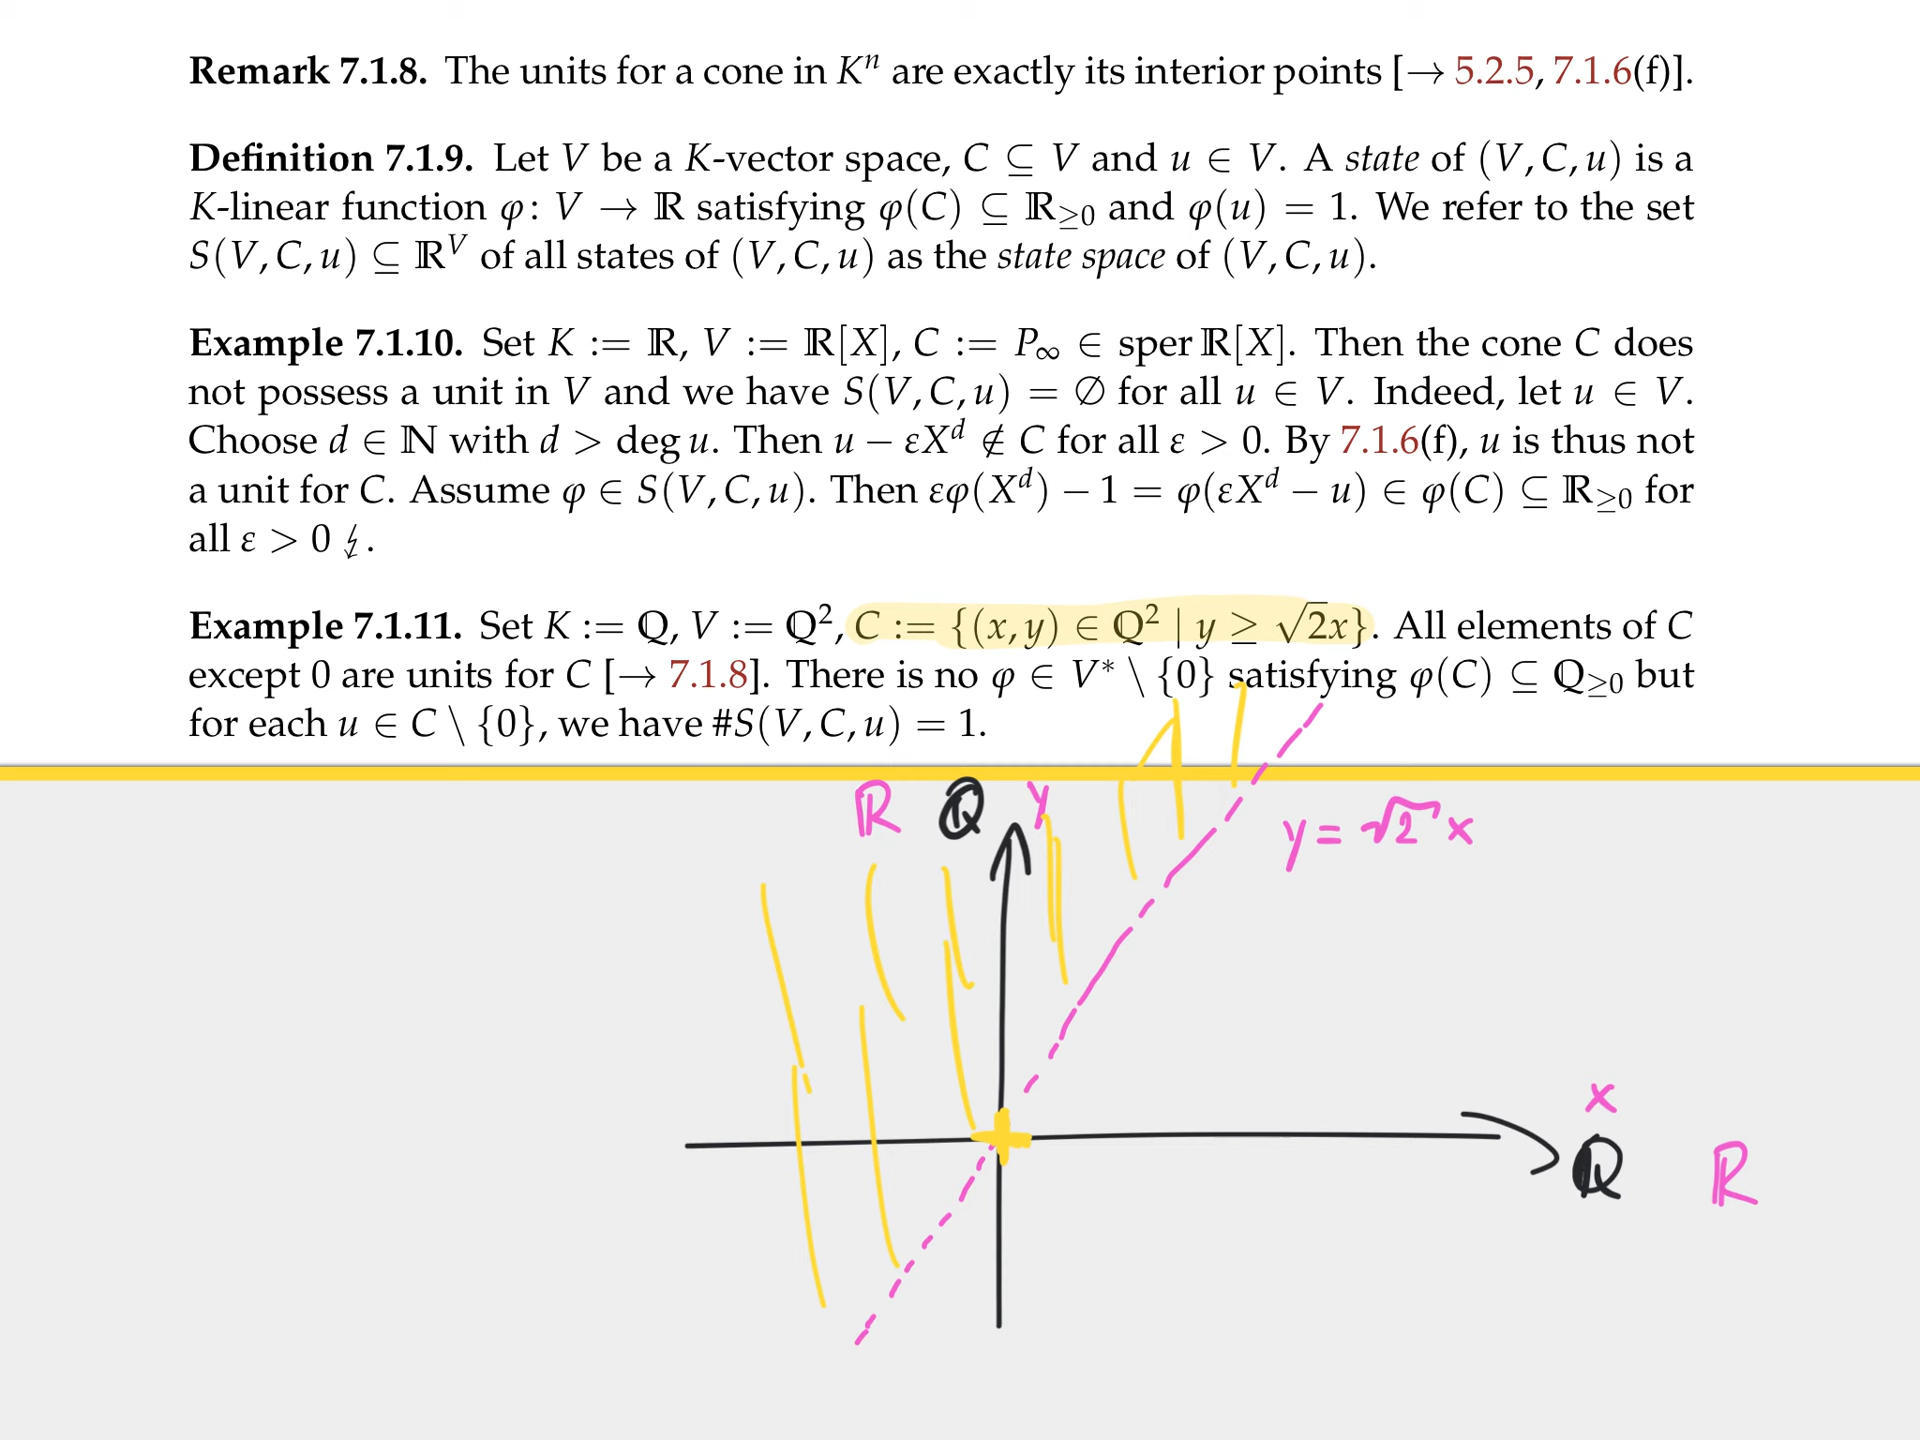 Remark 7.1.8. The units for a cone in Kⁿ are exactly its interior points [→ 5.2.5, 7.1.6(f)].
Definition 7.1.9. Let V be a K-vector space, C ⊆ V and u ∈ V. A state of (V, C, u) is a
K-linear function φ: V → ℝ satisfying φ(C) ⊆ ℝ≥0 and φ(u) = 1. We refer to the set
S(V, C, u) ⊆ ℝ^V of all states of (V, C, u) as the state space of (V, C, u).
Example 7.1.10. Set K := ℝ, V := ℝ[X], C := P∞ ∈ sper ℝ[X]. Then the cone C does
not possess a unit in V and we have S(V, C, u) = ∅ for all u ∈ V. Indeed, let u ∈ V.
Choose d ∈ ℕ with d > deg u. Then u − εX^d ∉ C for all ε > 0. By 7.1.6(f), u is thus not
a unit for C. Assume φ ∈ S(V, C, u). Then εφ(X^d) − 1 = φ(εX^d − u) ∈ φ(C) ⊆ ℝ≥0 for
all ε > 0 ↯.
Example 7.1.11. Set K := ℚ, V := ℚ², C := {(x, y) ∈ ℚ² | y ≥ √2x}. All elements of C
except 0 are units for C [→ 7.1.8]. There is no φ ∈ V* \ {0} satisfying φ(C) ⊆ ℚ≥0 but
for each u ∈ C \ {0}, we have #S(V, C, u) = 1.
ℝ ℚ y
y = √2 x
x
ℚ ℝ